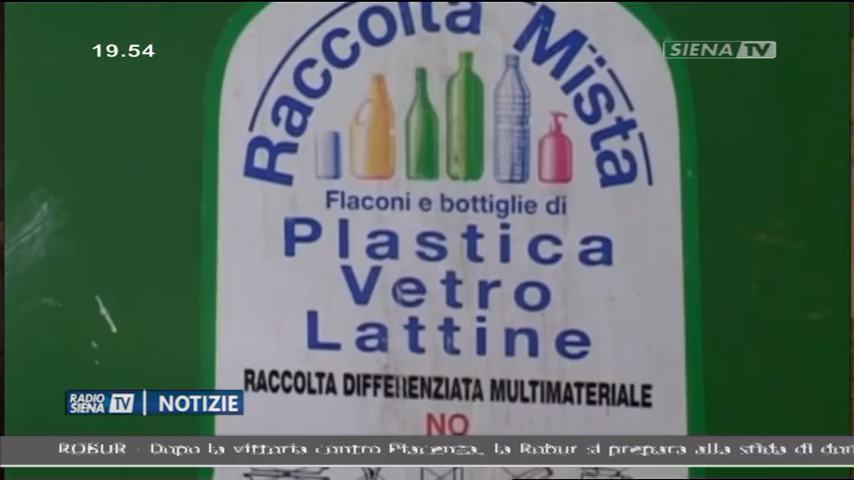 19.54
SIENA TV
Raccolta Mista
Flaconi e bottiglie di
Plastica
Vetro
Lattine
RACCOLTA DIFFERENZIATA MULTIMATERIALE
NO
RADIO SIENA TV NOTIZIE
ROBUR - Dopo la vittoria contro Piacenza, la Robur si prepara alla sfida di